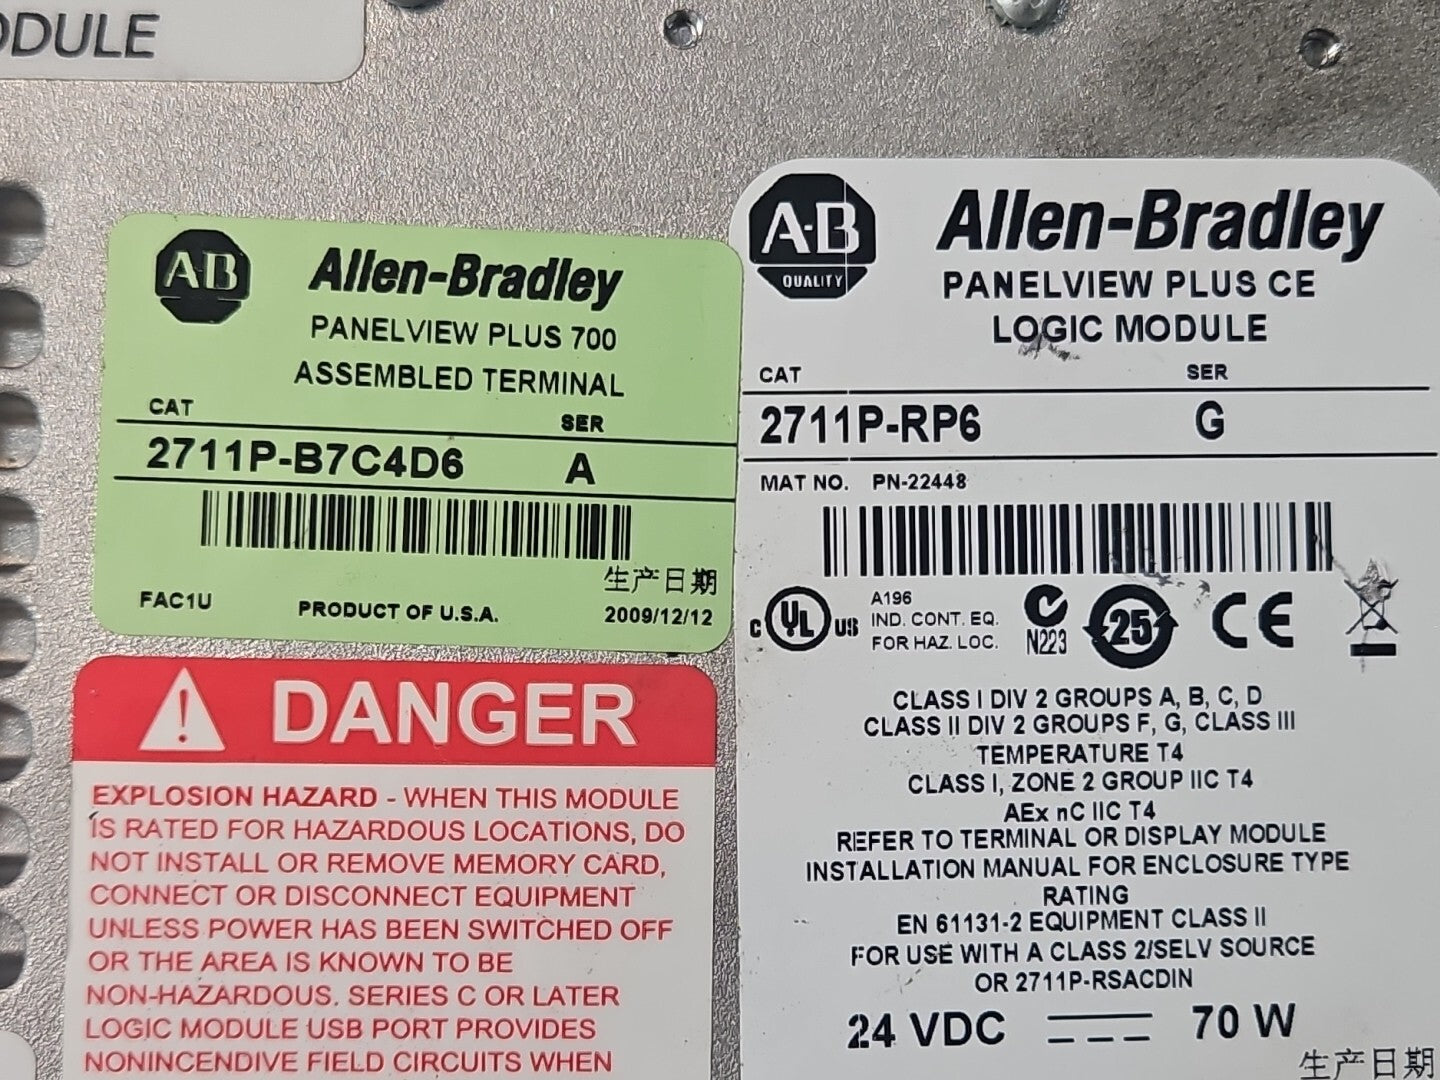 MODULE
AB
Allen-Bradley
PANELVIEW PLUS 700
ASSEMBLED TERMINAL
CAT SER
2711P-B7C4D6 A
生产日期
FAC1U PRODUCT OF U.S.A. 2009/12/12
DANGER
EXPLOSION HAZARD - WHEN THIS MODULE
IS RATED FOR HAZARDOUS LOCATIONS, DO
NOT INSTALL OR REMOVE MEMORY CARD,
CONNECT OR DISCONNECT EQUIPMENT
UNLESS POWER HAS BEEN SWITCHED OFF
OR THE AREA IS KNOWN TO BE
NON-HAZARDOUS. SERIES C OR LATER
LOGIC MODULE USB PORT PROVIDES
NONINCENDIVE FIELD CIRCUITS WHEN
A-B
QUALITY
Allen-Bradley
PANELVIEW PLUS CE
LOGIC MODULE
CAT SER
2711P-RP6 G
MAT NO. PN-22448
C UL US
A196
IND. CONT. EQ.
FOR HAZ. LOC.
N223
25
CE
CLASS I DIV 2 GROUPS A, B, C, D
CLASS II DIV 2 GROUPS F, G, CLASS III
TEMPERATURE T4
CLASS I, ZONE 2 GROUP IIC T4
AEx nC IIC T4
REFER TO TERMINAL OR DISPLAY MODULE
INSTALLATION MANUAL FOR ENCLOSURE TYPE
RATING
EN 61131-2 EQUIPMENT CLASS II
FOR USE WITH A CLASS 2/SELV SOURCE
OR 2711P-RSACDIN
24 VDC 70 W
生产日期